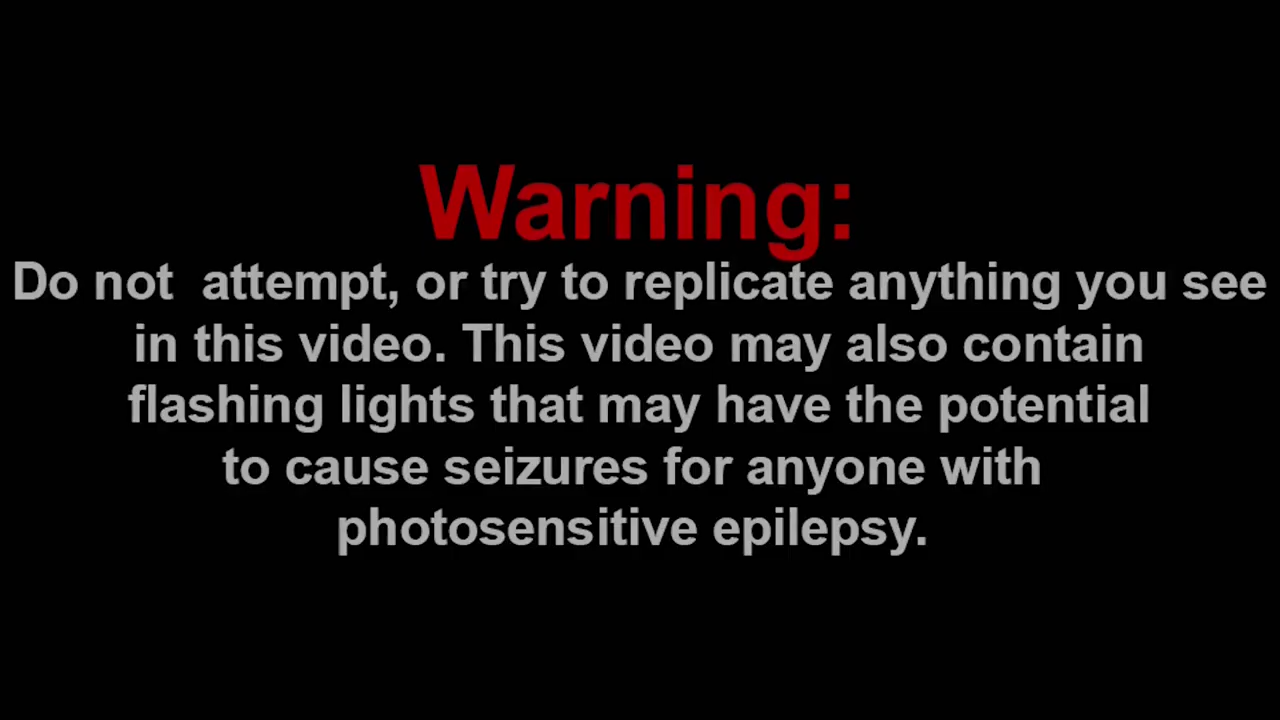 Warning:
Do not  attempt, or try to replicate anything you see
in this video. This video may also contain
flashing lights that may have the potential
to cause seizures for anyone with
photosensitive epilepsy.